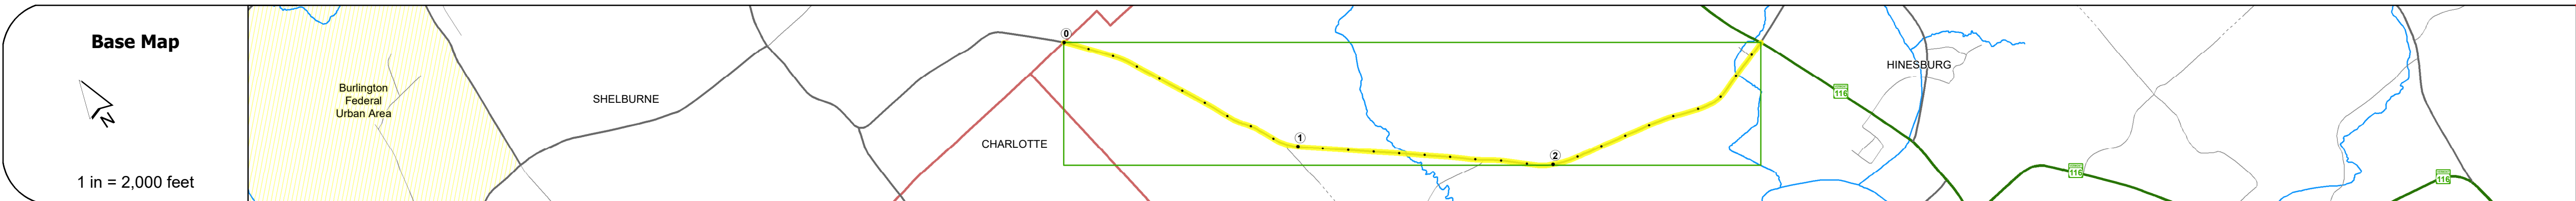 Base Map
N
1 in = 2,000 feet
Burlington
Federal
Urban Area
SHELBURNE
CHARLOTTE
0
1
2
116
HINESBURG
116
116